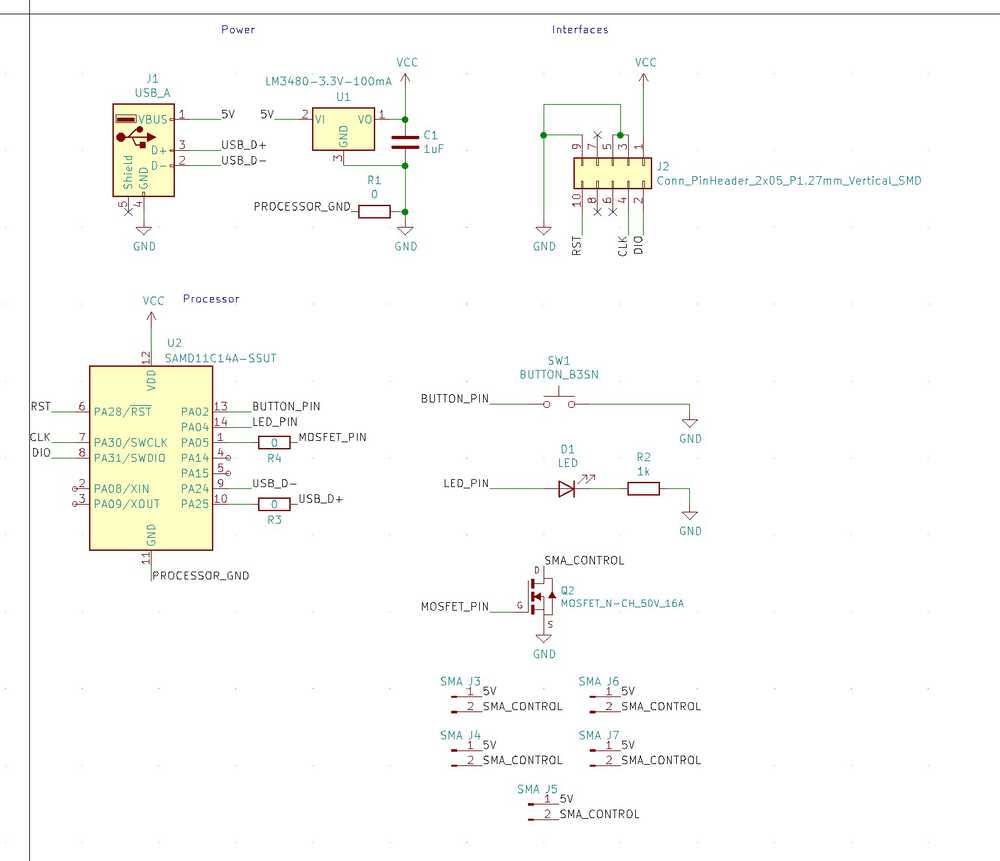 Power
Interfaces
J1
USB_A
VBUS 1 5V
D+ 3 USB_D+
D- 2 USB_D-
Shield
GND
5
4
GND
LM3480-3.3V-100mA
U1
5V 2 VI VO 1
GND
3
VCC
C1
1uF
R1
0
PROCESSOR_GND
GND
VCC
9 7 5 3 1
J2
Conn_PinHeader_2x05_P1.27mm_Vertical_SMD
10 8 6 4 2
RST CLK DIO
GND
Processor
VCC
U2
SAMD11C14A-SSUT
12
VDD
RST 6 PA28/RST
CLK 7 PA30/SWCLK
DIO 8 PA31/SWDIO
2 PA08/XIN
3 PA09/XOUT
PA02 13 BUTTON_PIN
PA04 14 LED_PIN
PA05 1 0 MOSFET_PIN
R4
PA14 4
PA15 5
PA24 9 USB_D-
PA25 10 0 USB_D+
R3
GND
11
PROCESSOR_GND
SW1
BUTTON_B3SN
BUTTON_PIN
GND
D1
LED
R2
1k
LED_PIN
GND
SMA_CONTROL
D
Q2
MOSFET_N-CH_50V_16A
MOSFET_PIN G
S
GND
SMA J3
1 5V
2 SMA_CONTROL
SMA J6
1 5V
2 SMA_CONTROL
SMA J4
1 5V
2 SMA_CONTROL
SMA J7
1 5V
2 SMA_CONTROL
SMA J5
1 5V
2 SMA_CONTROL